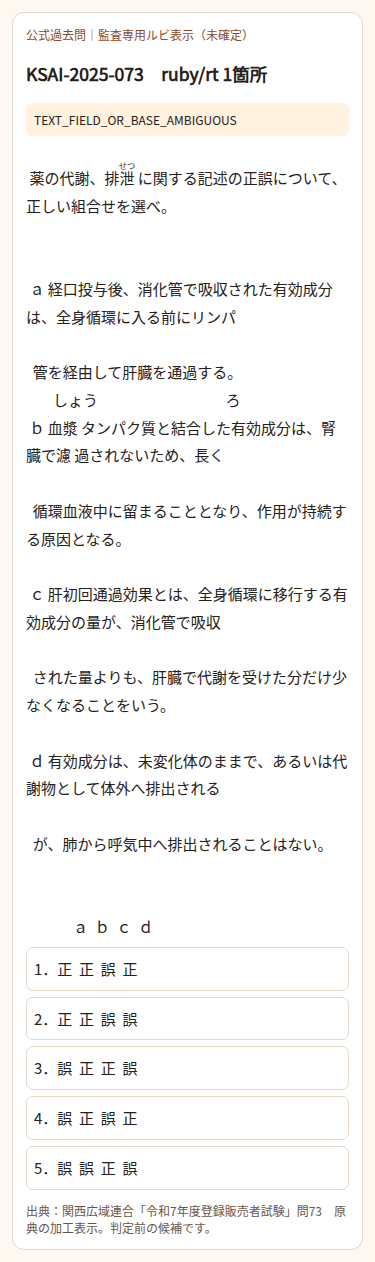 公式過去問｜監査専用ルビ表示（未確定）
KSAI-2025-073　ruby/rt 1箇所
TEXT_FIELD_OR_BASE_AMBIGUOUS
せつ
薬の代謝、排泄 に関する記述の正誤について、
正しい組合せを選べ。
ａ 経口投与後、消化管で吸収された有効成分
は、全身循環に入る前にリンパ
管を経由して肝臓を通過する。
しょう　　　　　　　　　ろ
ｂ 血漿 タンパク質と結合した有効成分は、腎
臓で濾 過されないため、長く
循環血液中に留まることとなり、作用が持続す
る原因となる。
ｃ 肝初回通過効果とは、全身循環に移行する有
効成分の量が、消化管で吸収
された量よりも、肝臓で代謝を受けた分だけ少
なくなることをいう。
ｄ 有効成分は、未変化体のままで、あるいは代
謝物として体外へ排出される
が、肺から呼気中へ排出されることはない。
ａ ｂ ｃ ｄ
1．正 正 誤 正
2．正 正 誤 誤
3．誤 正 正 誤
4．誤 正 誤 正
5．誤 誤 正 誤
出典：関西広域連合「令和7年度登録販売者試験」問73　原
典の加工表示。判定前の候補です。